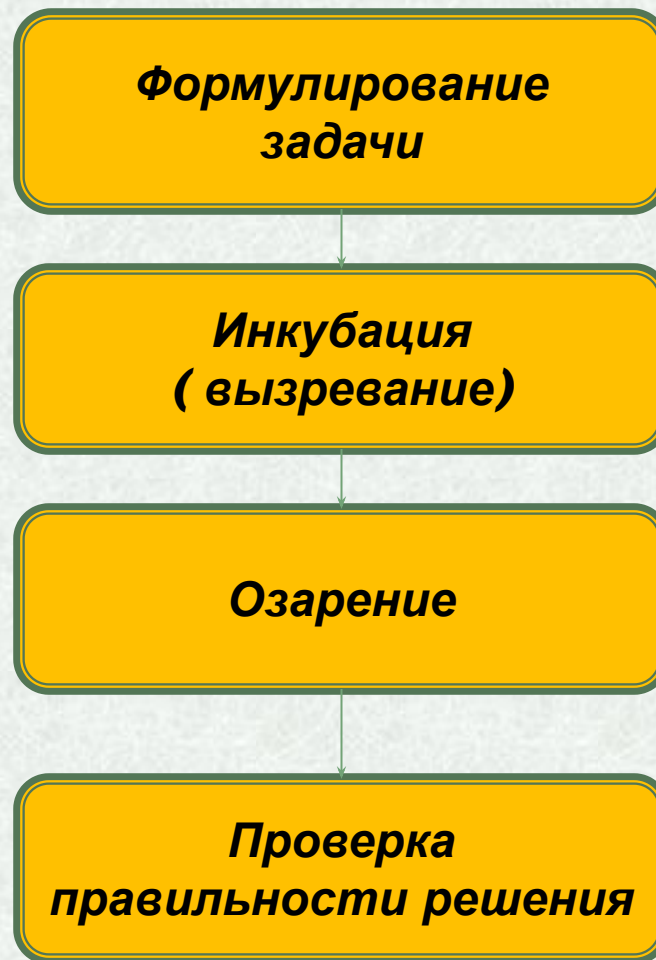 Формулирование
задачи
Инкубация
( вызревание)
Озарение
Проверка
правильности решения